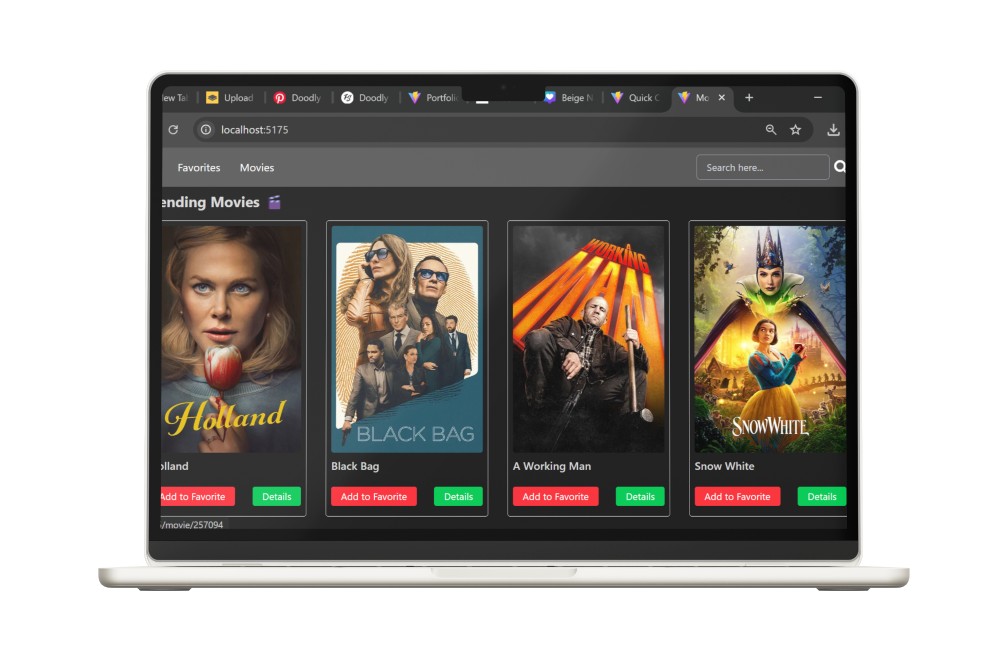 ew Tal Upload Doodly Doodly Portfoli Beige N Quick C Mo
localhost:5175
Favorites Movies Search here...
ending Movies
Holland
BLACK BAG
A WORKING MAN
SNOW WHITE
olland Black Bag A Working Man Snow White
Add to Favorite Details Add to Favorite Details Add to Favorite Details Add to Favorite Details
/movie/257094